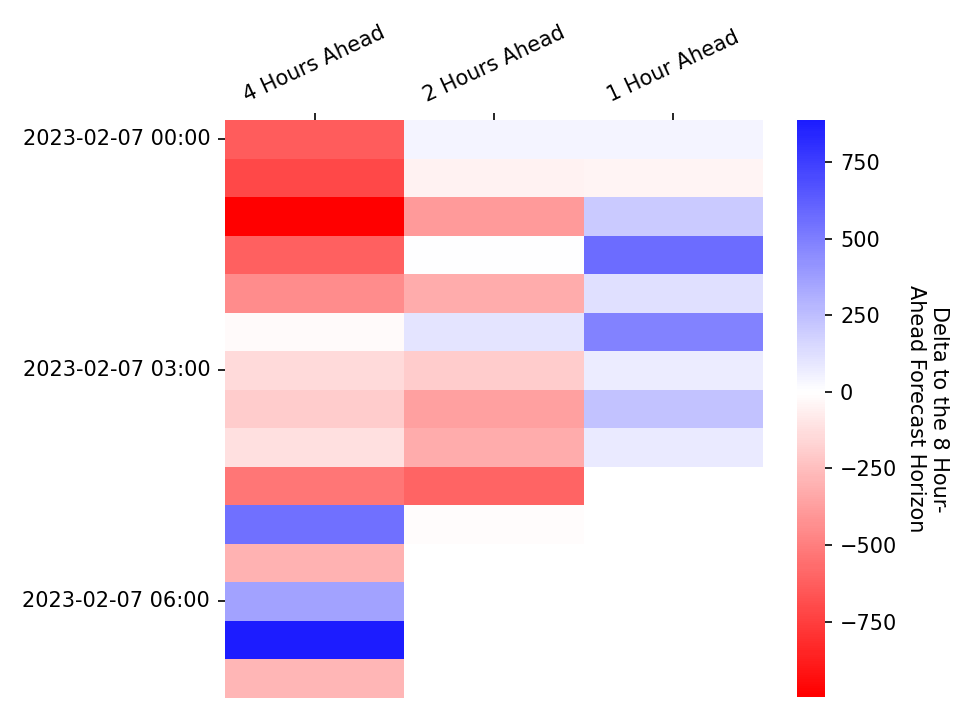 4 Hours Ahead
2 Hours Ahead
1 Hour Ahead
2023-02-07 00:00
2023-02-07 03:00
2023-02-07 06:00
750
500
250
0
−250
−500
−750
Delta to the 8 Hour-
Ahead Forecast Horizon